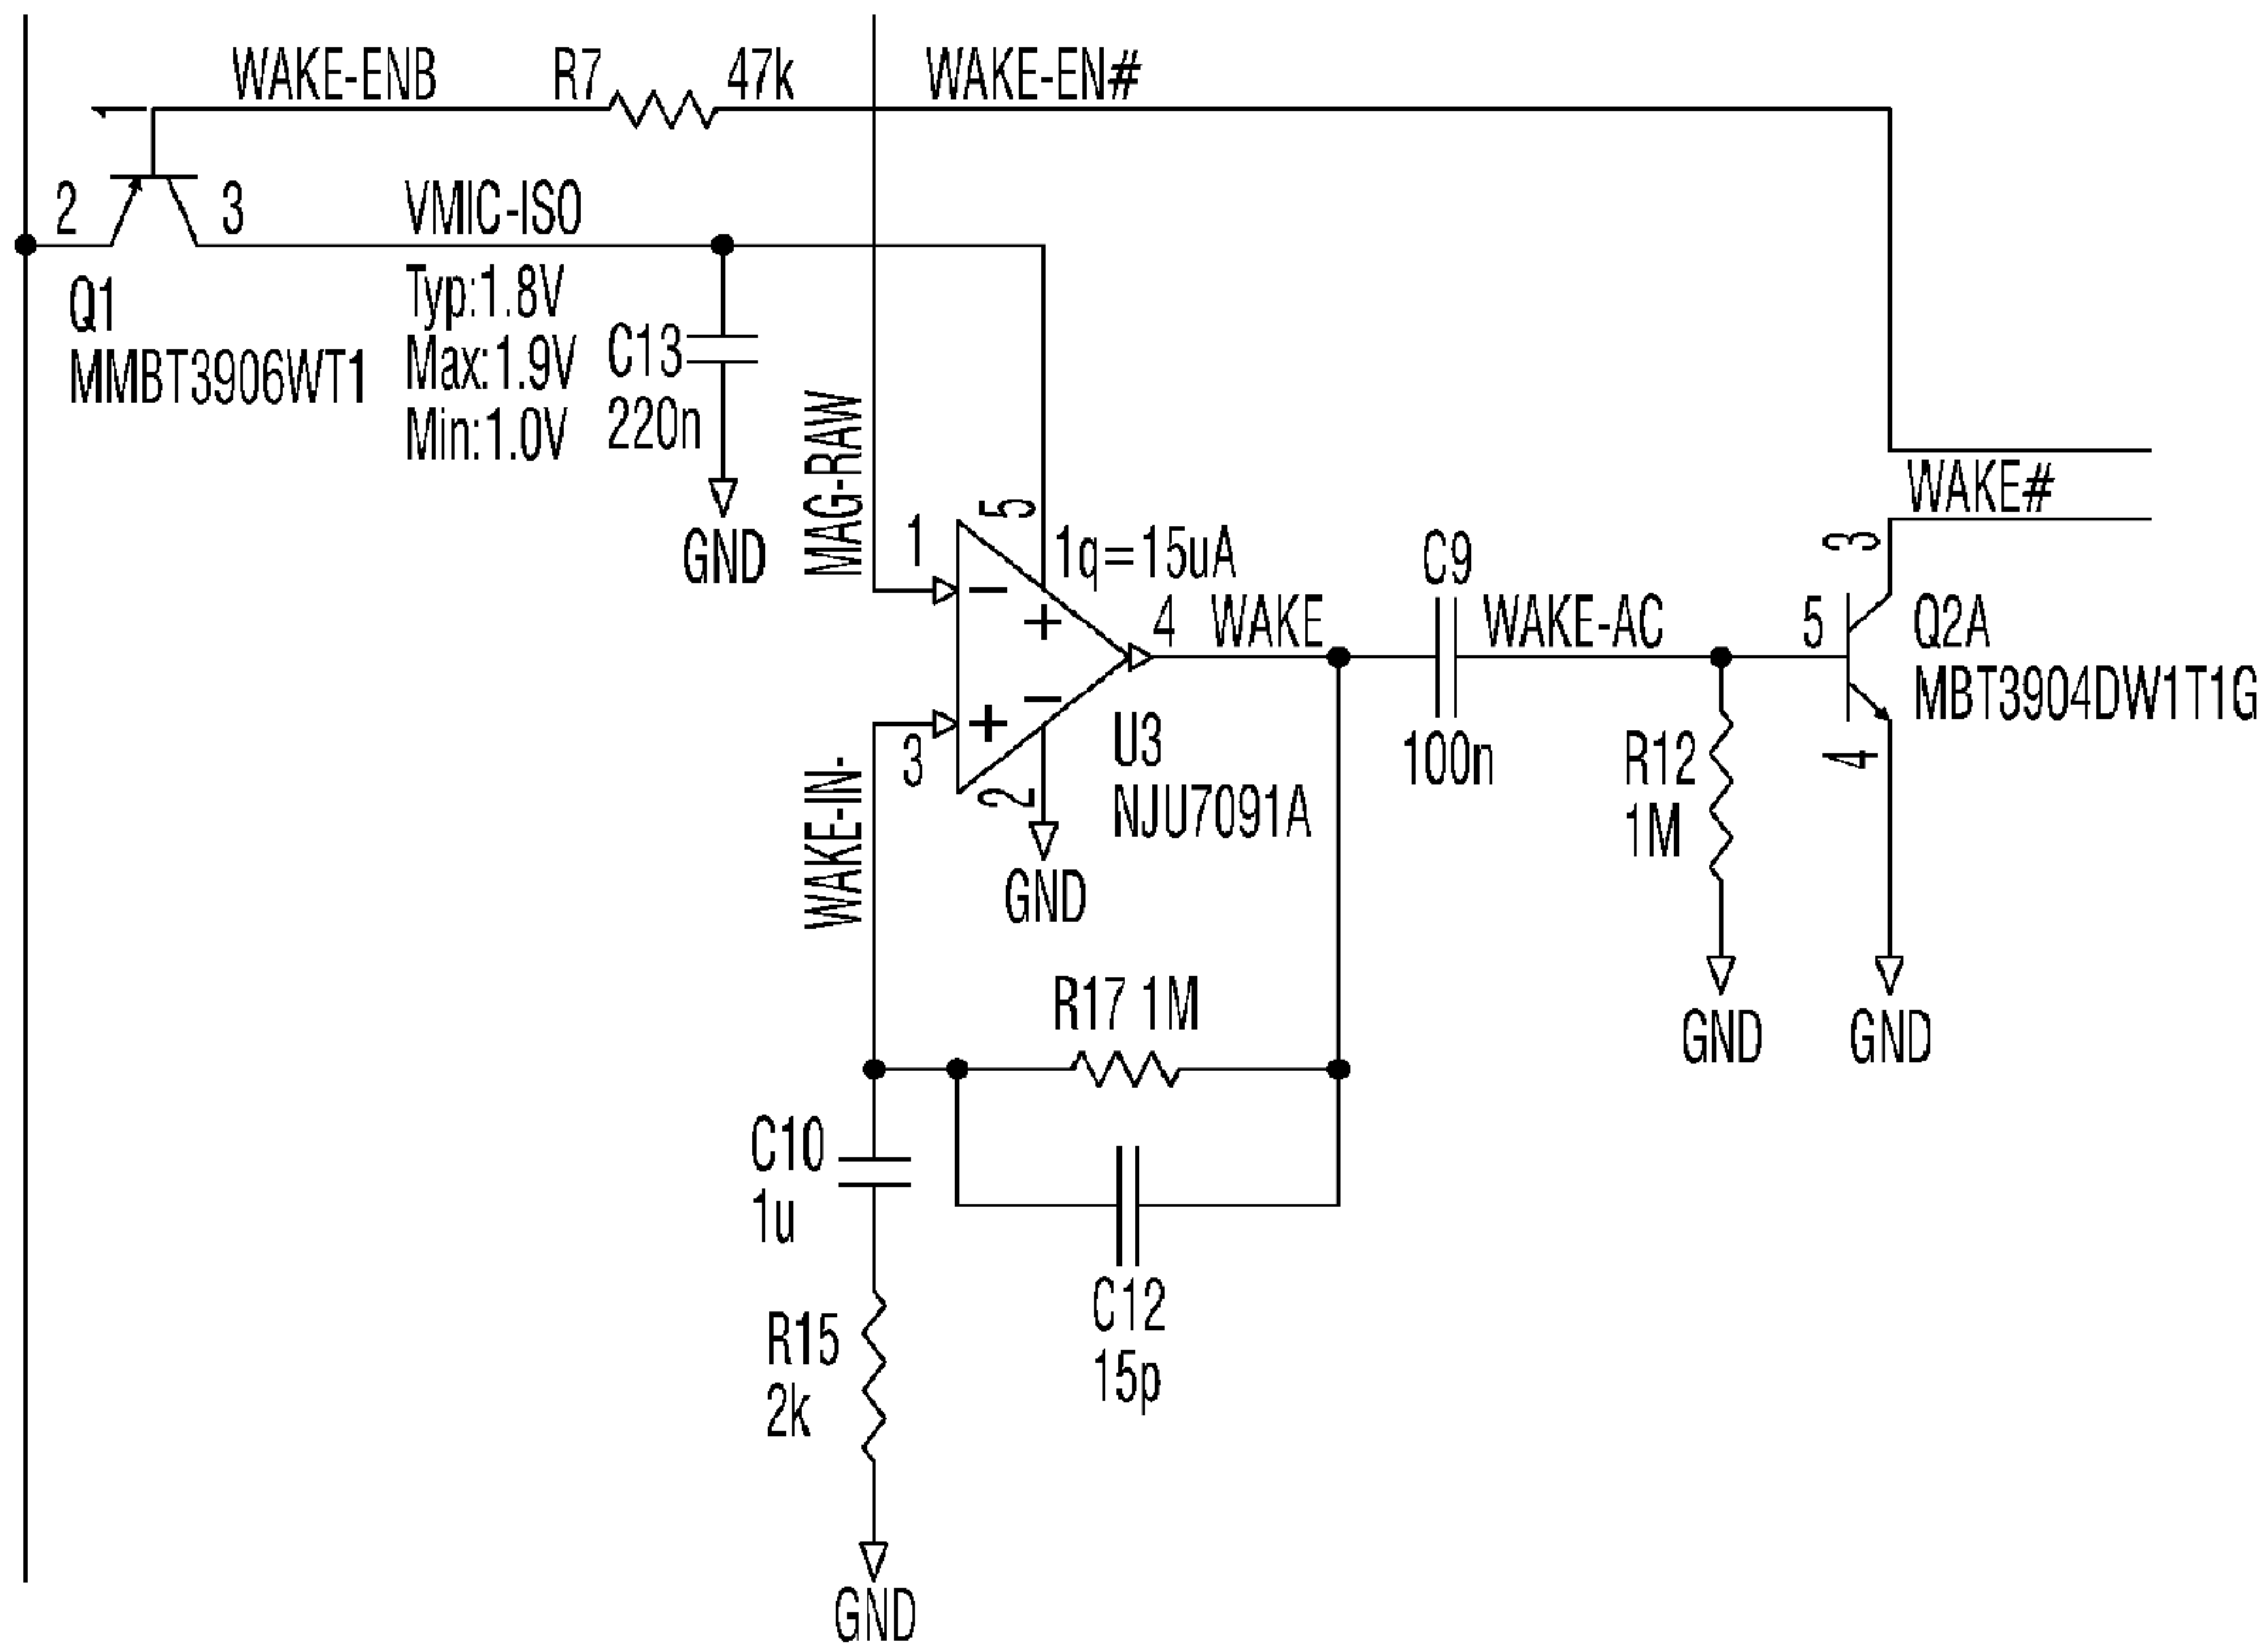 WAKE-ENB
R7
47k
WAKE-EN#
2
3
VMIC-ISO
Q1
MMBT3906WT1
Typ:1.8V
Max:1.9V
Min:1.0V
C13
220n
GND
MAG-RAW
1
5
1q=15uA
4
WAKE
C9
100n
WAKE-AC
WAKE#
3
5
Q2A
MBT3904DW1T1G
4
R12
1M
GND
GND
−
+
+
−
3
2
U3
NJU7091A
GND
WAKE-IN-
R17 1M
C10
1u
C12
15p
R15
2k
GND